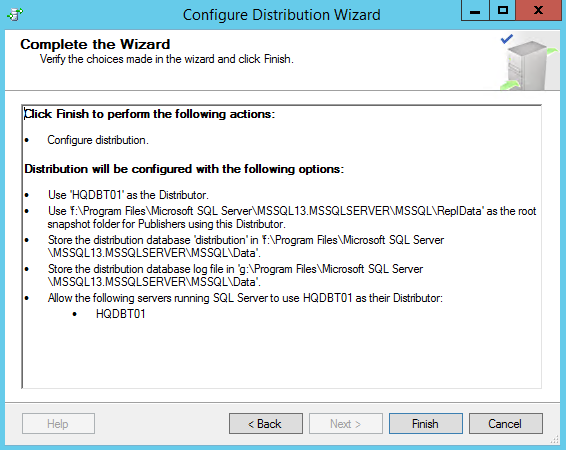 Configure Distribution Wizard
Complete the Wizard
Verify the choices made in the wizard and click Finish.
Click Finish to perform the following actions:
• Configure distribution.
Distribution will be configured with the following options:
• Use 'HQDBT01' as the Distributor.
• Use 'f:\Program Files\Microsoft SQL Server\MSSQL13.MSSQLSERVER\MSSQL\ReplData' as the root
snapshot folder for Publishers using this Distributor.
• Store the distribution database 'distribution' in 'f:\Program Files\Microsoft SQL Server
\MSSQL13.MSSQLSERVER\MSSQL\Data'.
• Store the distribution database log file in 'g:\Program Files\Microsoft SQL Server
\MSSQL13.MSSQLSERVER\MSSQL\Data'.
• Allow the following servers running SQL Server to use HQDBT01 as their Distributor:
• HQDBT01
Help
< Back
Next >
Finish
Cancel